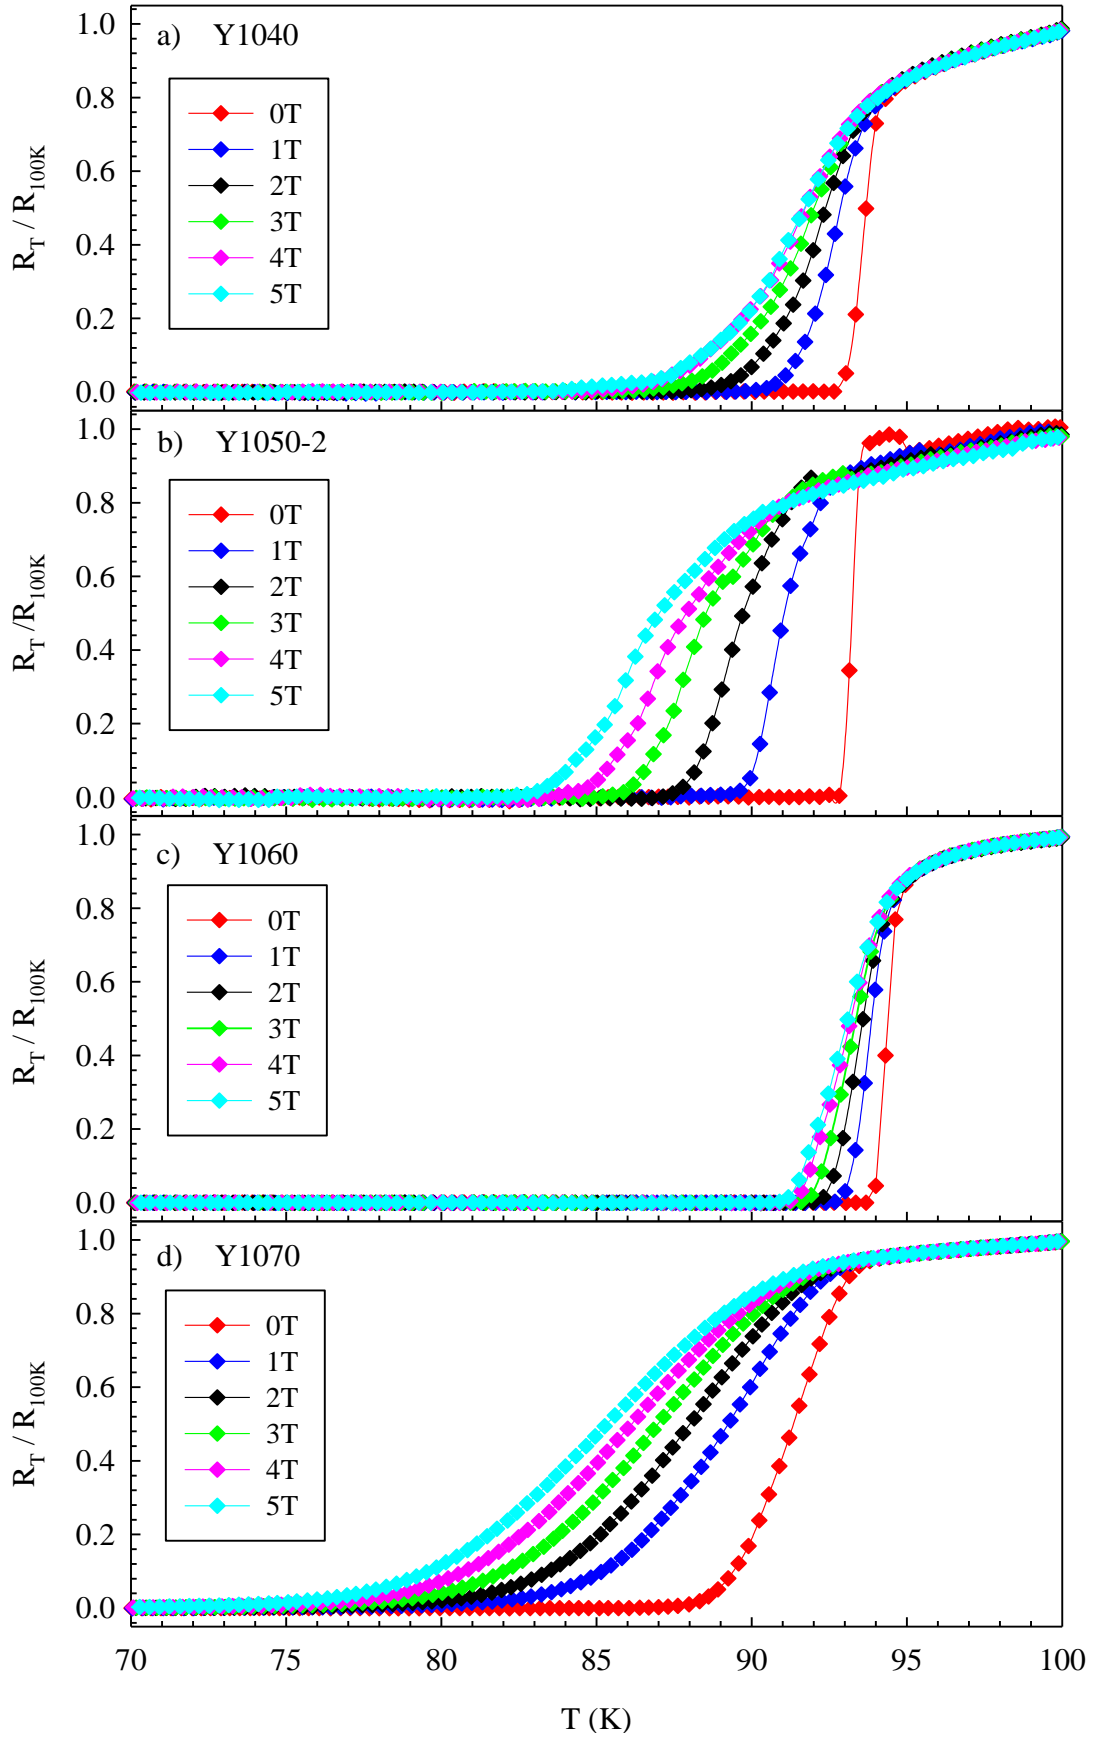 a) Y1040
1.0
0.8
0.6
0.4
0.2
0.0
R_T / R_100K
0T
1T
2T
3T
4T
5T
b) Y1050-2
1.0
0.8
0.6
0.4
0.2
0.0
R_T /R_100K
0T
1T
2T
3T
4T
5T
c) Y1060
1.0
0.8
0.6
0.4
0.2
0.0
R_T / R_100K
0T
1T
2T
3T
4T
5T
d) Y1070
1.0
0.8
0.6
0.4
0.2
0.0
R_T / R_100K
0T
1T
2T
3T
4T
5T
70 75 80 85 90 95 100
T (K)